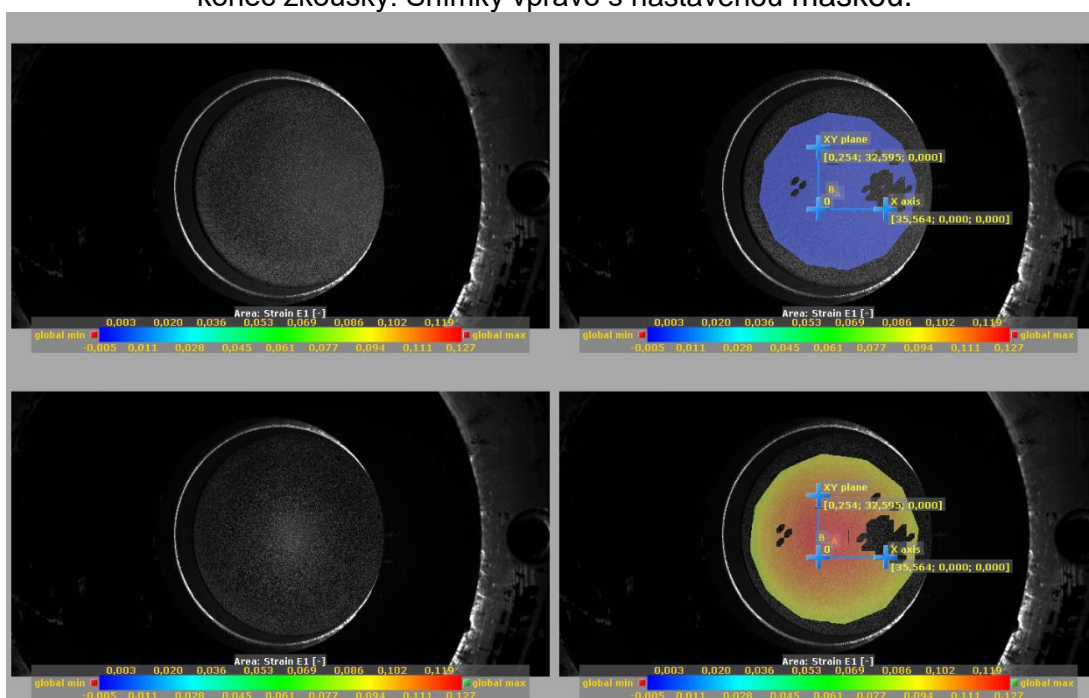 konec zkoušky. Snímky vpravo s nastavenou maskou.
XY plane
[0,254; 32,595; 0,000]
B
0
X axis
[35,564; 0,000; 0,000]
Area: Strain E1 [-]
0,003 0,020 0,036 0,053 0,069 0,086 0,102 0,119
global min global max
-0,005 0,011 0,028 0,045 0,061 0,077 0,094 0,111 0,127
Area: Strain E1 [-]
0,003 0,020 0,036 0,053 0,069 0,086 0,102 0,119
global min global max
-0,005 0,011 0,028 0,045 0,061 0,077 0,094 0,111 0,127
XY plane
[0,254; 32,595; 0,000]
B
0
X axis
[35,564; 0,000; 0,000]
Area: Strain E1 [-]
0,003 0,020 0,036 0,053 0,069 0,086 0,102 0,119
global min global max
-0,005 0,011 0,028 0,045 0,061 0,077 0,094 0,111 0,127
Area: Strain E1 [-]
0,003 0,020 0,036 0,053 0,069 0,086 0,102 0,119
global min global max
-0,005 0,011 0,028 0,045 0,061 0,077 0,094 0,111 0,127